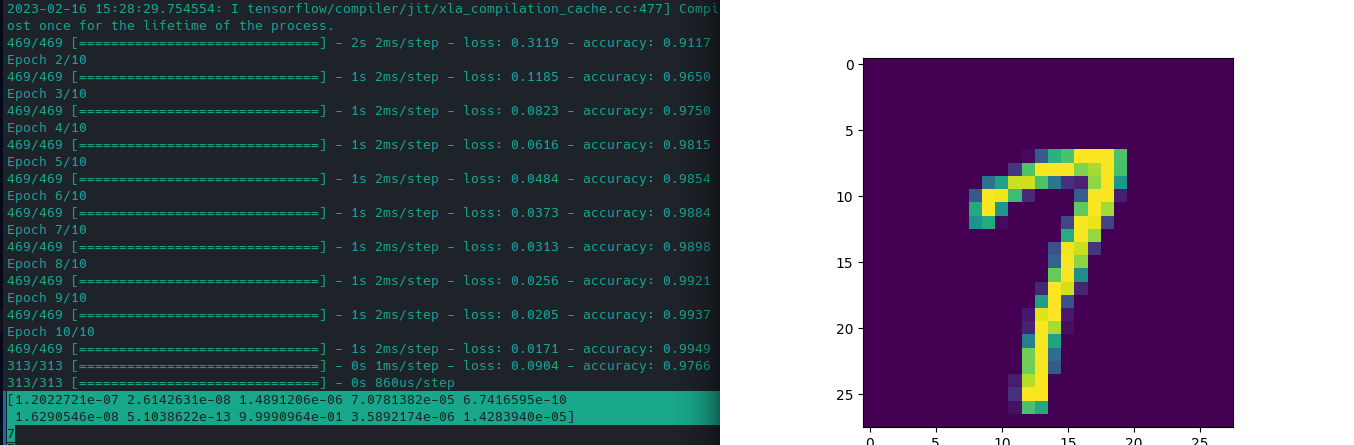 2023-02-16 15:28:29.754554: I tensorflow/compiler/jit/xla_compilation_cache.cc:477] Compi
ost once for the lifetime of the process.
469/469 [==============================] - 2s 2ms/step - loss: 0.3119 - accuracy: 0.9117
Epoch 2/10
469/469 [==============================] - 1s 2ms/step - loss: 0.1185 - accuracy: 0.9650
Epoch 3/10
469/469 [==============================] - 1s 2ms/step - loss: 0.0823 - accuracy: 0.9750
Epoch 4/10
469/469 [==============================] - 1s 2ms/step - loss: 0.0616 - accuracy: 0.9815
Epoch 5/10
469/469 [==============================] - 1s 2ms/step - loss: 0.0484 - accuracy: 0.9854
Epoch 6/10
469/469 [==============================] - 1s 2ms/step - loss: 0.0373 - accuracy: 0.9884
Epoch 7/10
469/469 [==============================] - 1s 2ms/step - loss: 0.0313 - accuracy: 0.9898
Epoch 8/10
469/469 [==============================] - 1s 2ms/step - loss: 0.0256 - accuracy: 0.9921
Epoch 9/10
469/469 [==============================] - 1s 2ms/step - loss: 0.0205 - accuracy: 0.9937
Epoch 10/10
469/469 [==============================] - 1s 2ms/step - loss: 0.0171 - accuracy: 0.9949
313/313 [==============================] - 0s 1ms/step - loss: 0.0904 - accuracy: 0.9766
313/313 [==============================] - 0s 860us/step
[1.2022721e-07 2.6142631e-08 1.4891206e-06 7.0781382e-05 6.7416595e-10
1.6290546e-08 5.1038622e-13 9.9990964e-01 3.5892174e-06 1.4283940e-05]
7
0
5
10
15
20
25
7
0 5 10 15 20 25